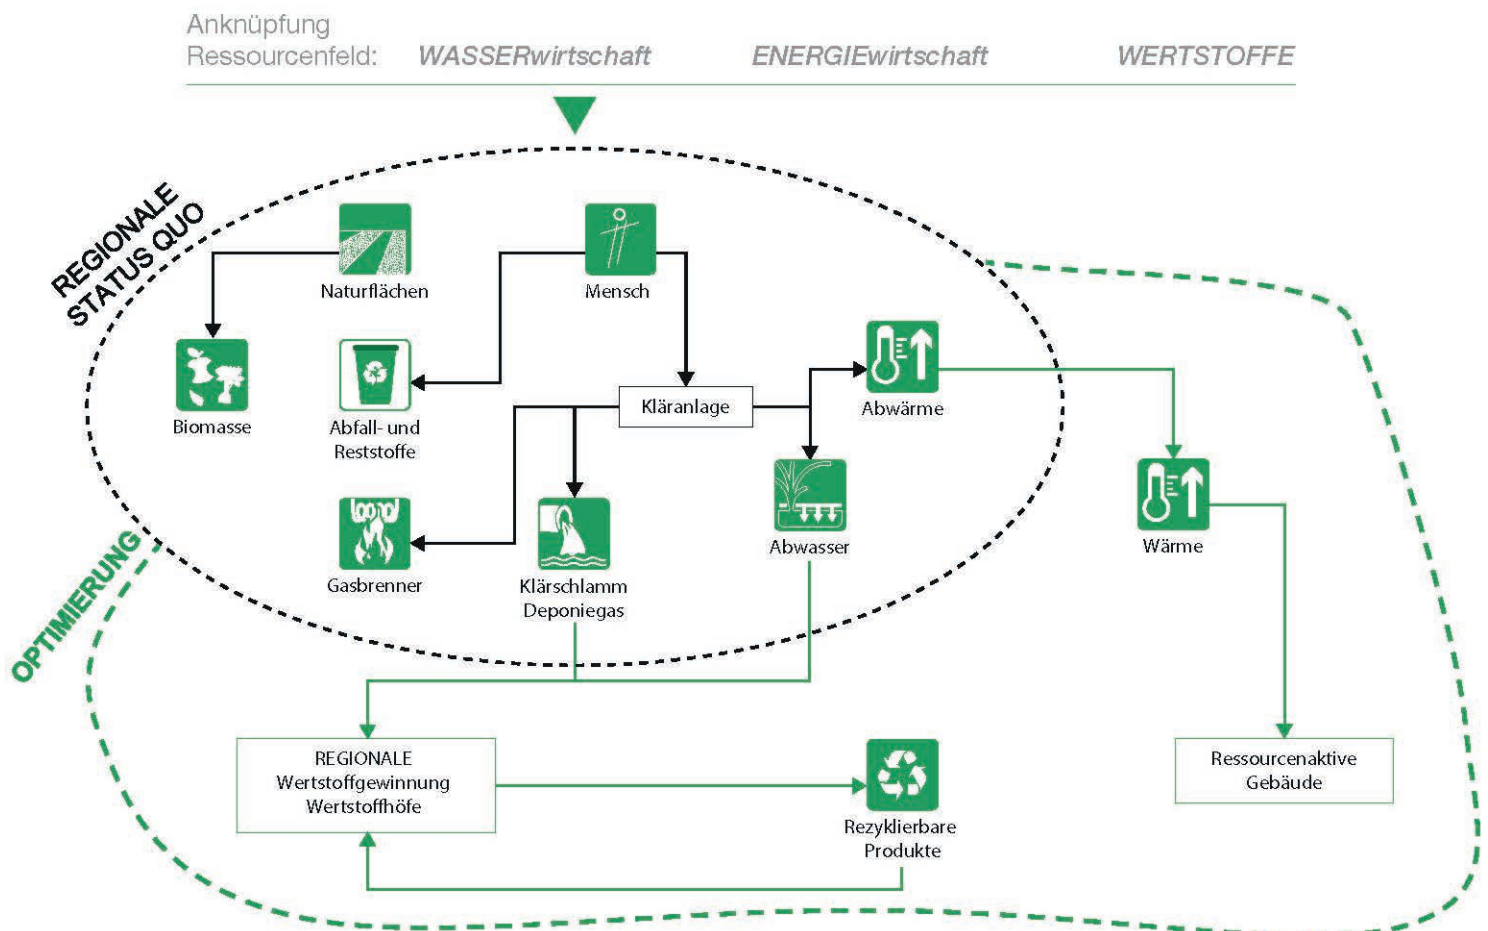 Anknüpfung
Ressourcenfeld: WASSERwirtschaft ENERGIEwirtschaft WERTSTOFFE
REGIONALE
STATUS QUO
Naturflächen
Mensch
Biomasse
Abfall- und
Reststoffe
Kläranlage
Abwärme
Gasbrenner
Klärschlamm
Deponiegas
Abwasser
Wärme
OPTIMIERUNG
REGIONALE
Wertstoffgewinnung
Wertstoffhöfe
Rezyklierbare
Produkte
Ressourcenaktive
Gebäude